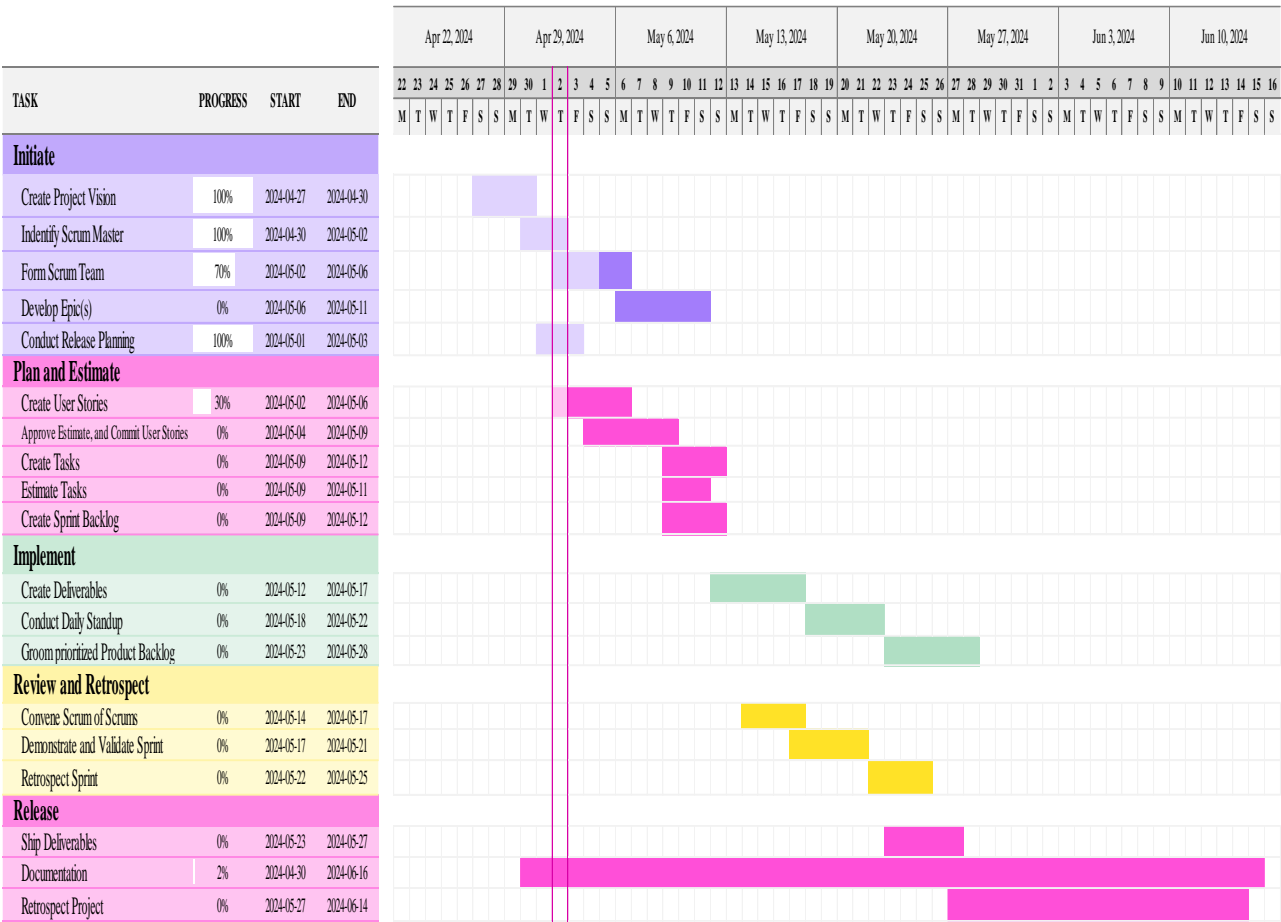 Apr 22, 2024 Apr 29, 2024 May 6, 2024 May 13, 2024 May 20, 2024 May 27, 2024 Jun 3, 2024 Jun 10, 2024
TASK PROGRESS START END
22 23 24 25 26 27 28 29 30 1 2 3 4 5 6 7 8 9 10 11 12 13 14 15 16 17 18 19 20 21 22 23 24 25 26 27 28 29 30 31 1 2 3 4 5 6 7 8 9 10 11 12 13 14 15 16
M T W T F S S M T W T F S S M T W T F S S M T W T F S S M T W T F S S M T W T F S S M T W T F S S M T W T F S S
Initiate
Create Project Vision 100% 2024-04-27 2024-04-30
Indentify Scrum Master 100% 2024-04-30 2024-05-02
Form Scrum Team 70% 2024-05-02 2024-05-06
Develop Epic(s) 0% 2024-05-06 2024-05-11
Conduct Release Planning 100% 2024-05-01 2024-05-03
Plan and Estimate
Create User Stories 30% 2024-05-02 2024-05-06
Approve Estimate, and Commit User Stories 0% 2024-05-04 2024-05-09
Create Tasks 0% 2024-05-09 2024-05-12
Estimate Tasks 0% 2024-05-09 2024-05-11
Create Sprint Backlog 0% 2024-05-09 2024-05-12
Implement
Create Deliverables 0% 2024-05-12 2024-05-17
Conduct Daily Standup 0% 2024-05-18 2024-05-22
Groom prioritized Product Backlog 0% 2024-05-23 2024-05-28
Review and Retrospect
Convene Scrum of Scrums 0% 2024-05-14 2024-05-17
Demonstrate and Validate Sprint 0% 2024-05-17 2024-05-21
Retrospect Sprint 0% 2024-05-22 2024-05-25
Release
Ship Deliverables 0% 2024-05-23 2024-05-27
Documentation 2% 2024-04-30 2024-06-16
Retrospect Project 0% 2024-05-27 2024-06-14